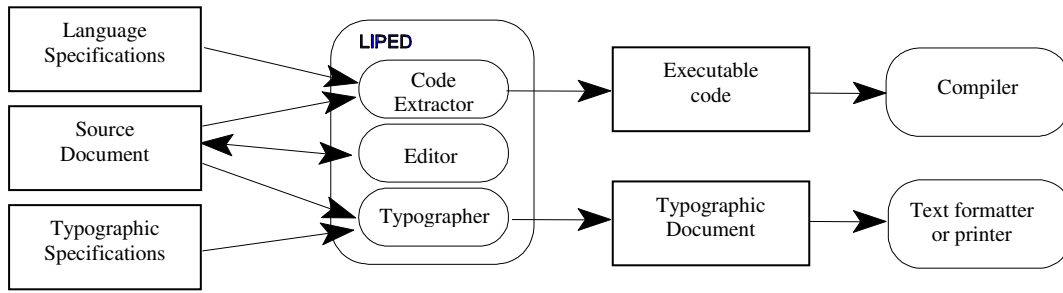 Language
Specifications
Source
Document
Typographic
Specifications
LIPED
Code
Extractor
Editor
Typographer
Executable
code
Typographic
Document
Compiler
Text formatter
or printer